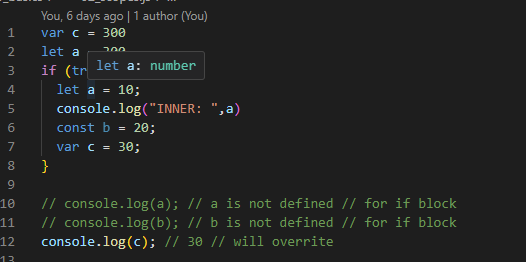 You, 6 days ago | 1 author (You)
1 var c = 300
2 let a = 300
3 if (tr
let a: number
4 let a = 10;
5 console.log("INNER: ",a)
6 const b = 20;
7 var c = 30;
8 }
9
10 // console.log(a); // a is not defined // for if block
11 // console.log(b); // b is not defined // for if block
12 console.log(c); // 30 // will overrite
13